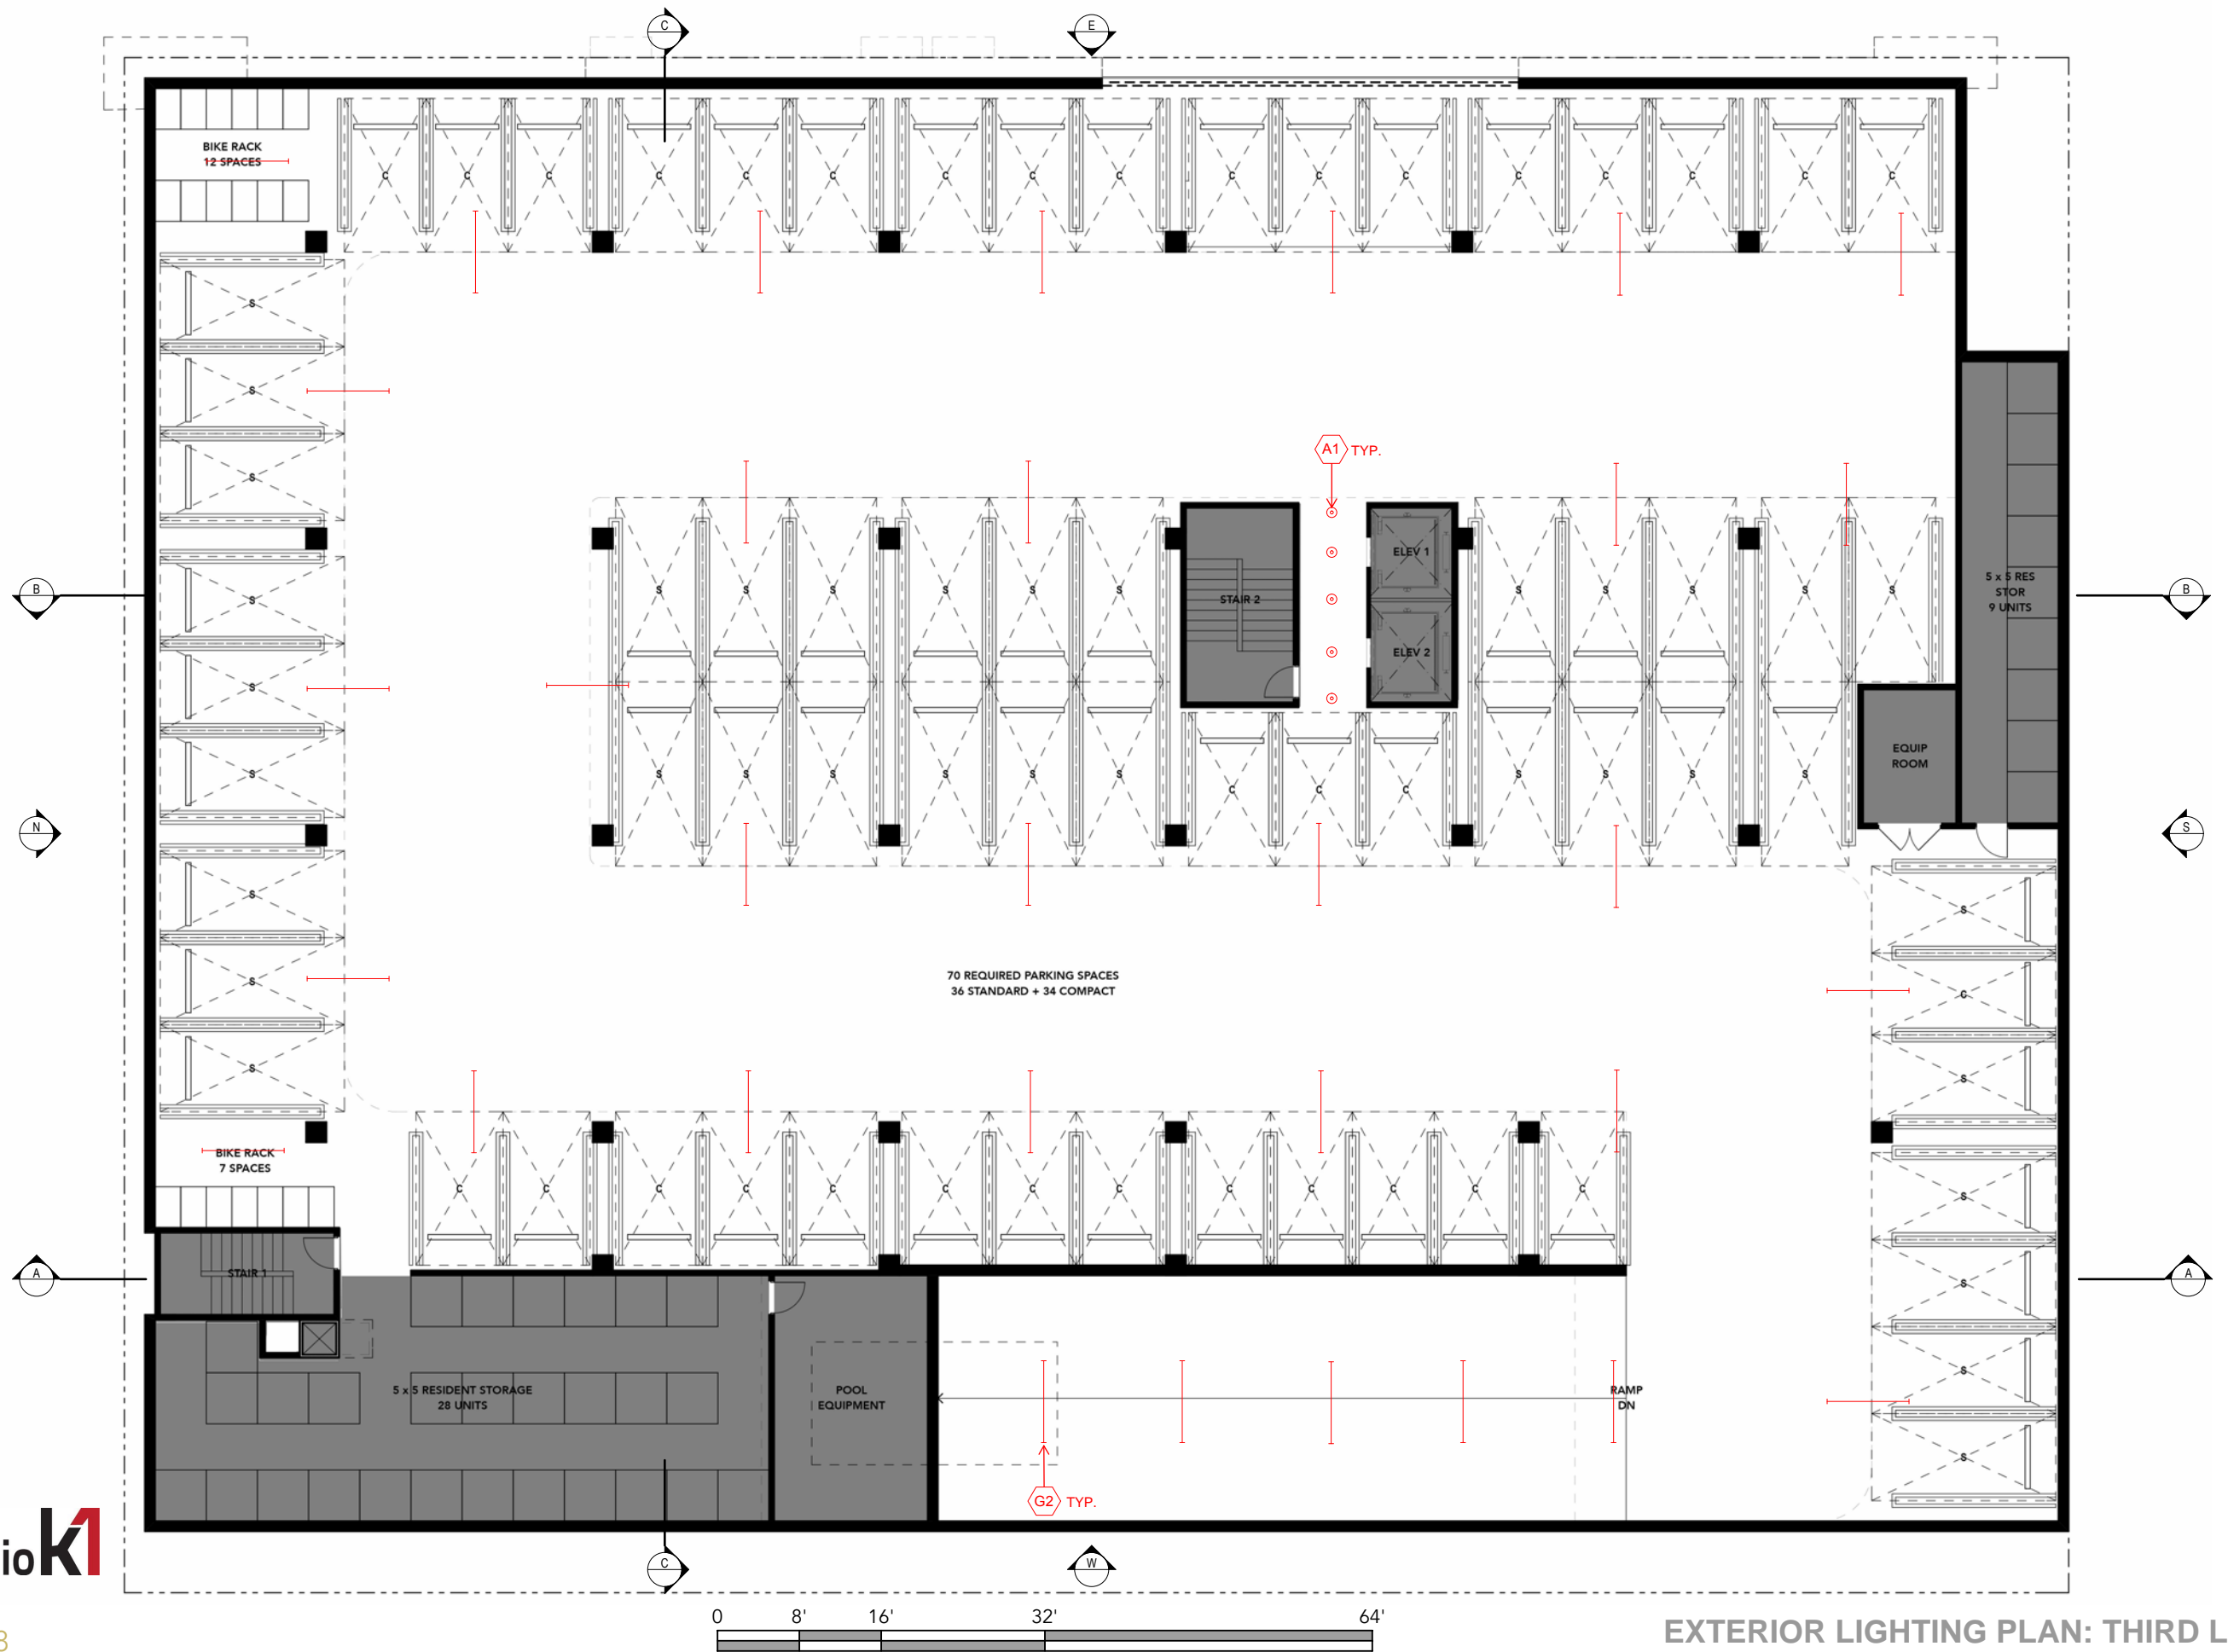 C
E
BIKE RACK
12 SPACES
C C C C C C C C C C C C C C C C C
S
S
S
A1 TYP.
B
S
S S S S S S
STAIR 2
ELEV 1
ELEV 2
S S S S S
5 x 5 RES
STOR
9 UNITS
B
S
S
S S S S S S
C C C
S S S S
EQUIP
ROOM
N
S
S
S
S
70 REQUIRED PARKING SPACES
36 STANDARD + 34 COMPACT
S
C
S
BIKE RACK
7 SPACES
C C C C C C C C C C C C C
S
S
S
S
A
STAIR 1
A
5 x 5 RESIDENT STORAGE
28 UNITS
POOL
EQUIPMENT
RAMP
DN
G2 TYP.
io k1
C
W
0 8' 16' 32' 64'
EXTERIOR LIGHTING PLAN: THIRD L